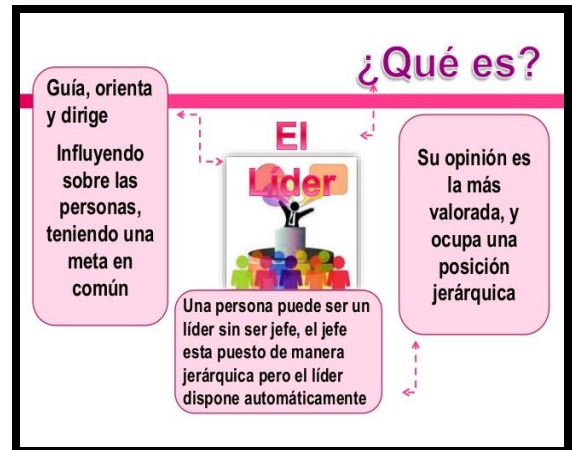 ¿Qué es?
Guía, orienta
y dirige
Influyendo
sobre las
personas,
teniendo una
meta en
común
El
Líder
Su opinión es
la más
valorada, y
ocupa una
posición
jerárquica
Una persona puede ser un
líder sin ser jefe, el jefe
esta puesto de manera
jerárquica pero el líder
dispone automáticamente